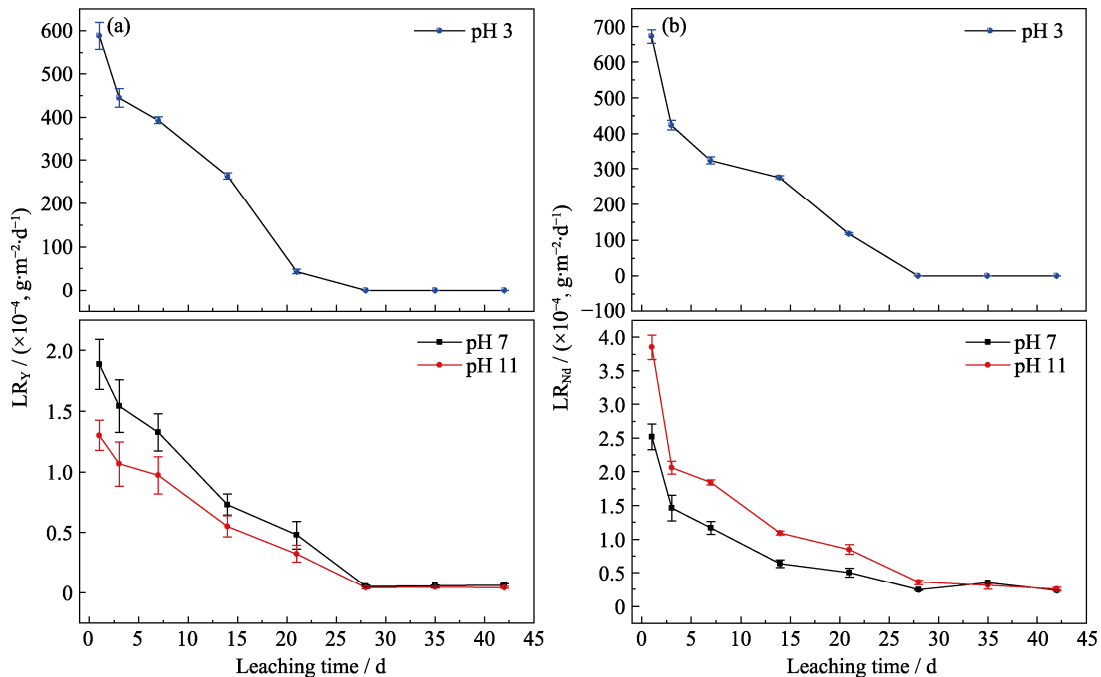 (a)
pH 3
600
500
400
300
200
100
0
LR_Y / (×10⁻⁴, g·m⁻²·d⁻¹)
pH 7
pH 11
2.0
1.5
1.0
0.5
0
0 5 10 15 20 25 30 35 40 45
Leaching time / d
(b)
pH 3
700
600
500
400
300
200
100
0
−100
LR_Nd / (×10⁻⁴, g·m⁻²·d⁻¹)
pH 7
pH 11
4.0
3.5
3.0
2.5
2.0
1.5
1.0
0.5
0
0 5 10 15 20 25 30 35 40 45
Leaching time / d